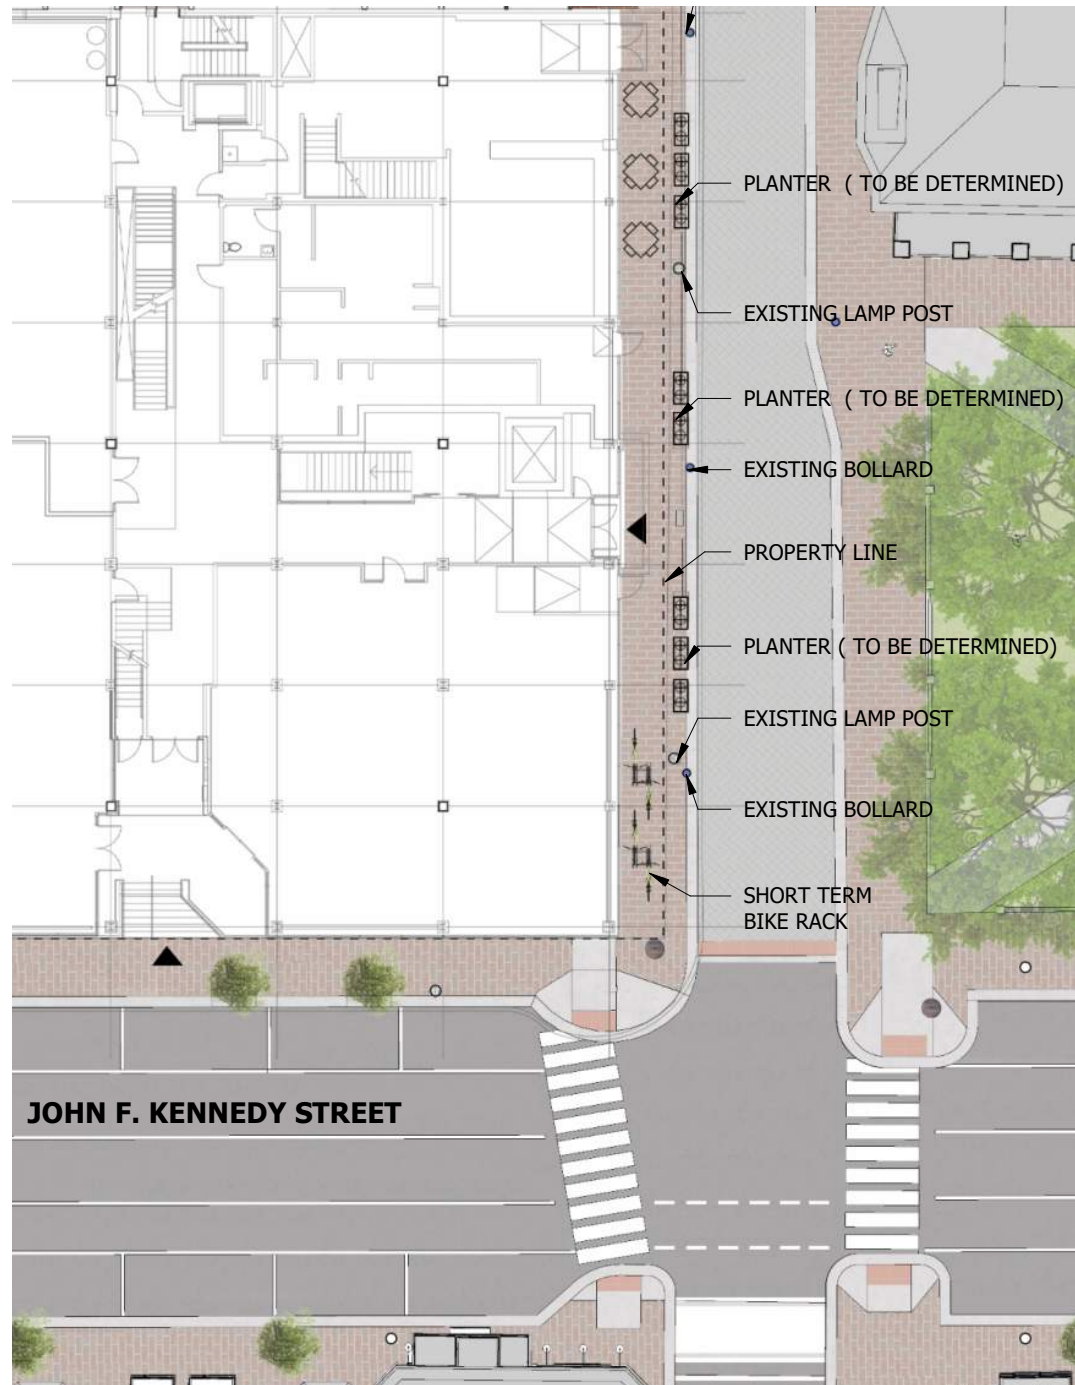 PLANTER ( TO BE DETERMINED)
EXISTING LAMP POST
PLANTER ( TO BE DETERMINED)
EXISTING BOLLARD
PROPERTY LINE
PLANTER ( TO BE DETERMINED)
EXISTING LAMP POST
EXISTING BOLLARD
SHORT TERM
BIKE RACK
JOHN F. KENNEDY STREET